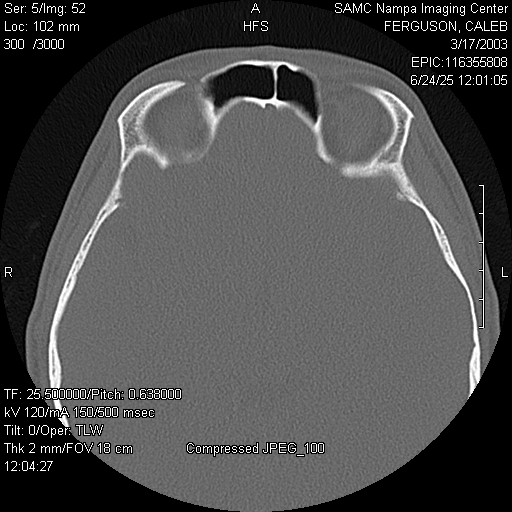 Ser: 5/Img: 52
Loc: 102 mm
300 /3000
A
HFS
SAMC Nampa Imaging Center
FERGUSON, CALEB
3/17/2003
EPIC:116355808
6/24/25 12:01:05
R
L
TF: 25.500000/Pitch: 0.638000
kV 120/mA 150/500 msec
Tilt: 0/Oper: TLW
Thk 2 mm/FOV 18 cm
12:04:27
Compressed JPEG_100